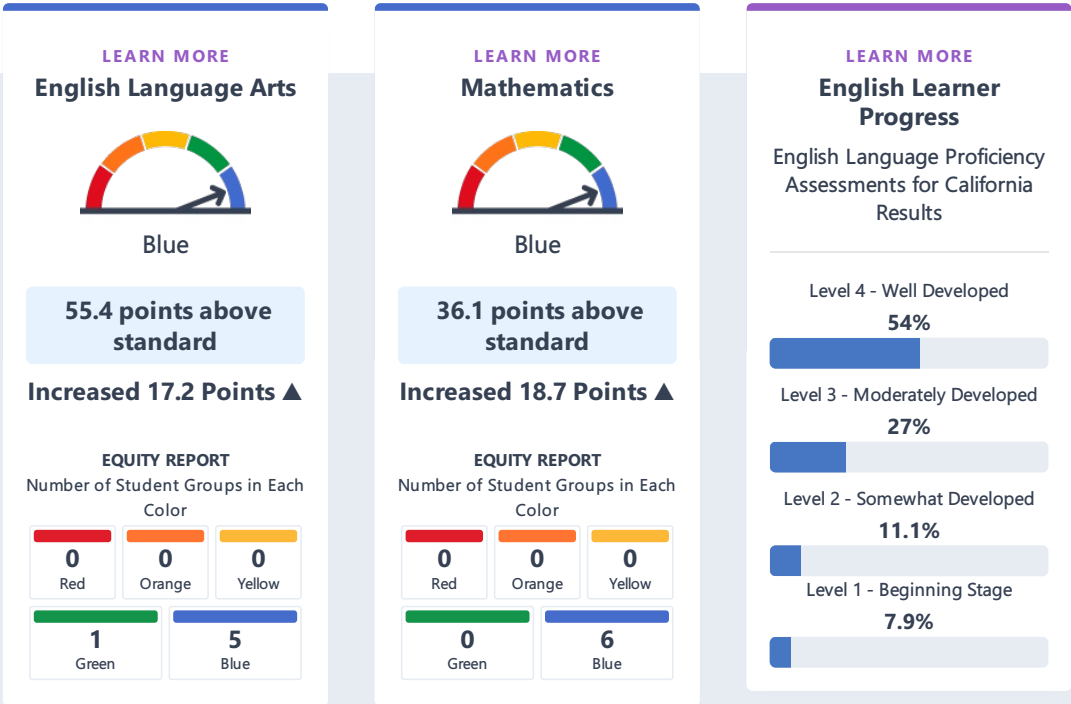 LEARN MORE
English Language Arts
Blue
55.4 points above
standard
Increased 17.2 Points ▲
EQUITY REPORT
Number of Student Groups in Each
Color
0
Red
0
Orange
0
Yellow
1
Green
5
Blue
LEARN MORE
Mathematics
Blue
36.1 points above
standard
Increased 18.7 Points ▲
EQUITY REPORT
Number of Student Groups in Each
Color
0
Red
0
Orange
0
Yellow
0
Green
6
Blue
LEARN MORE
English Learner
Progress
English Language Proficiency
Assessments for California
Results
Level 4 - Well Developed
54%
Level 3 - Moderately Developed
27%
Level 2 - Somewhat Developed
11.1%
Level 1 - Beginning Stage
7.9%